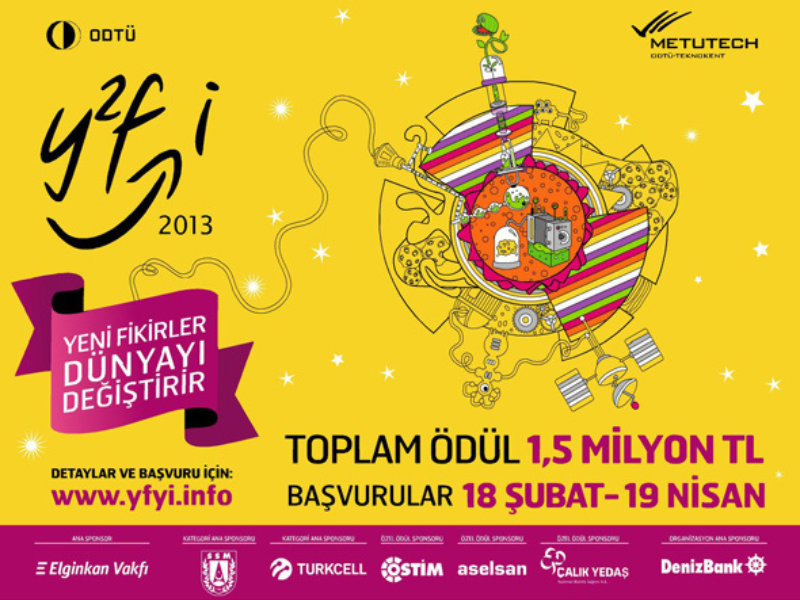 ODTÜ
METUTECH
ODTÜ-TEKNOKENT
y²fi
2013
YENİ FİKİRLER
DÜNYAYI
DEĞİŞTİRİR
DETAYLAR VE BAŞVURU İÇİN:
www.yfyi.info
TOPLAM ÖDÜL 1,5 MİLYON TL
BAŞVURULAR 18 ŞUBAT-19 NİSAN
ANA SPONSOR
Elginkan Vakfı
KATEGORİ ANA SPONSORU
SSM
KATEGORİ ANA SPONSORU
TURKCELL
ÖZEL ÖDÜL SPONSORU
OSTİM
ÖZEL ÖDÜL SPONSORU
aselsan
ÖZEL ÖDÜL SPONSORU
ÇALIK YEDAŞ
ORGANİZASYON ANA SPONSORU
DenizBank